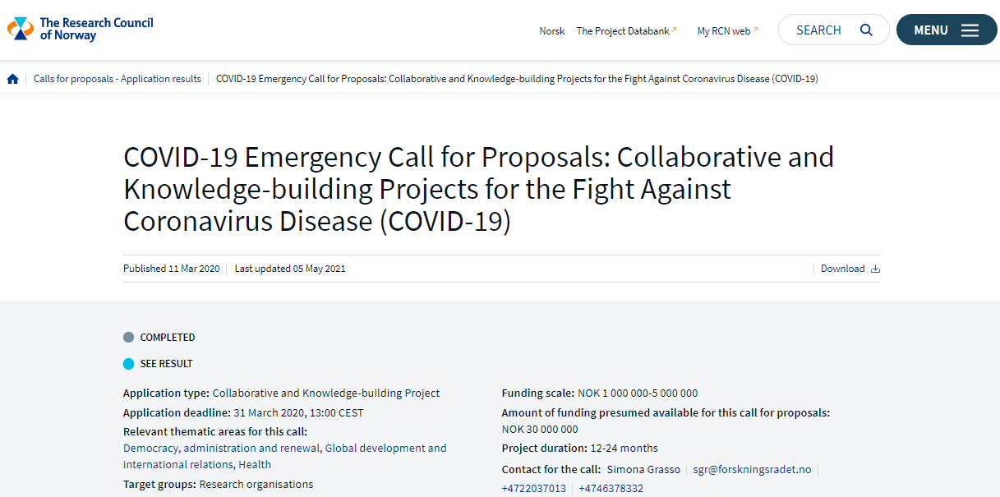 The Research Council
of Norway
Norsk
The Project Databank
My RCN web
SEARCH
MENU
Calls for proposals - Application results
COVID-19 Emergency Call for Proposals: Collaborative and Knowledge-building Projects for the Fight Against Coronavirus Disease (COVID-19)
COVID-19 Emergency Call for Proposals: Collaborative and
Knowledge-building Projects for the Fight Against
Coronavirus Disease (COVID-19)
Published 11 Mar 2020
Last updated 05 May 2021
Download
COMPLETED
SEE RESULT
Application type: Collaborative and Knowledge-building Project
Application deadline: 31 March 2020, 13:00 CEST
Relevant thematic areas for this call:
Democracy, administration and renewal, Global development and
international relations, Health
Target groups: Research organisations
Funding scale: NOK 1 000 000-5 000 000
Amount of funding presumed available for this call for proposals:
NOK 30 000 000
Project duration: 12-24 months
Contact for the call: Simona Grasso | sgr@forskningsradet.no |
+4722037013 | +4746378332